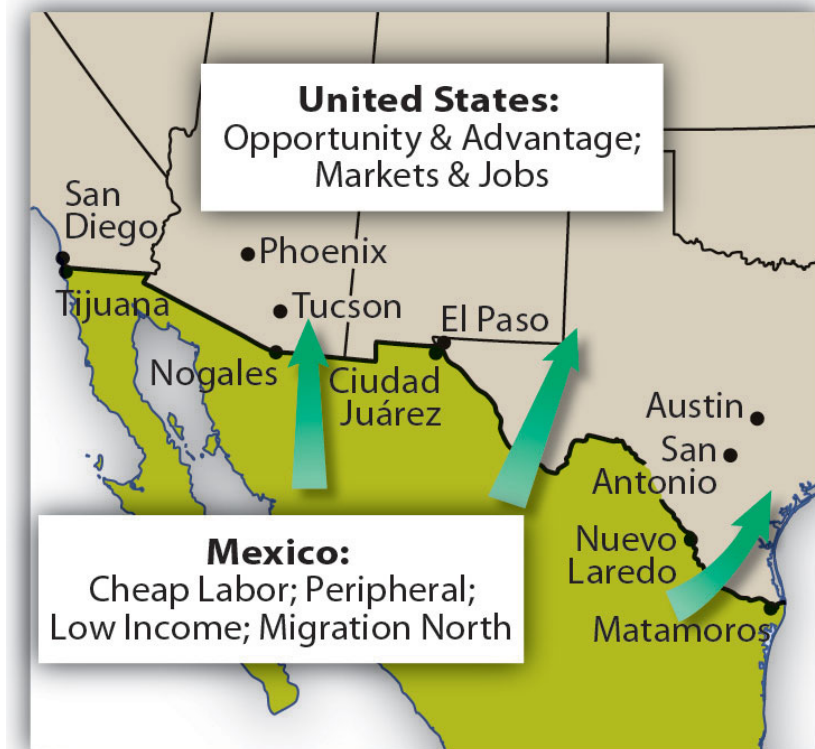 United States:
Opportunity & Advantage;
Markets & Jobs
San
Diego
Phoenix
Tijuana
Tucson
El Paso
Nogales
Ciudad
Juárez
Austin
San
Antonio
Mexico:
Cheap Labor; Peripheral;
Low Income; Migration North
Nuevo
Laredo
Matamoros